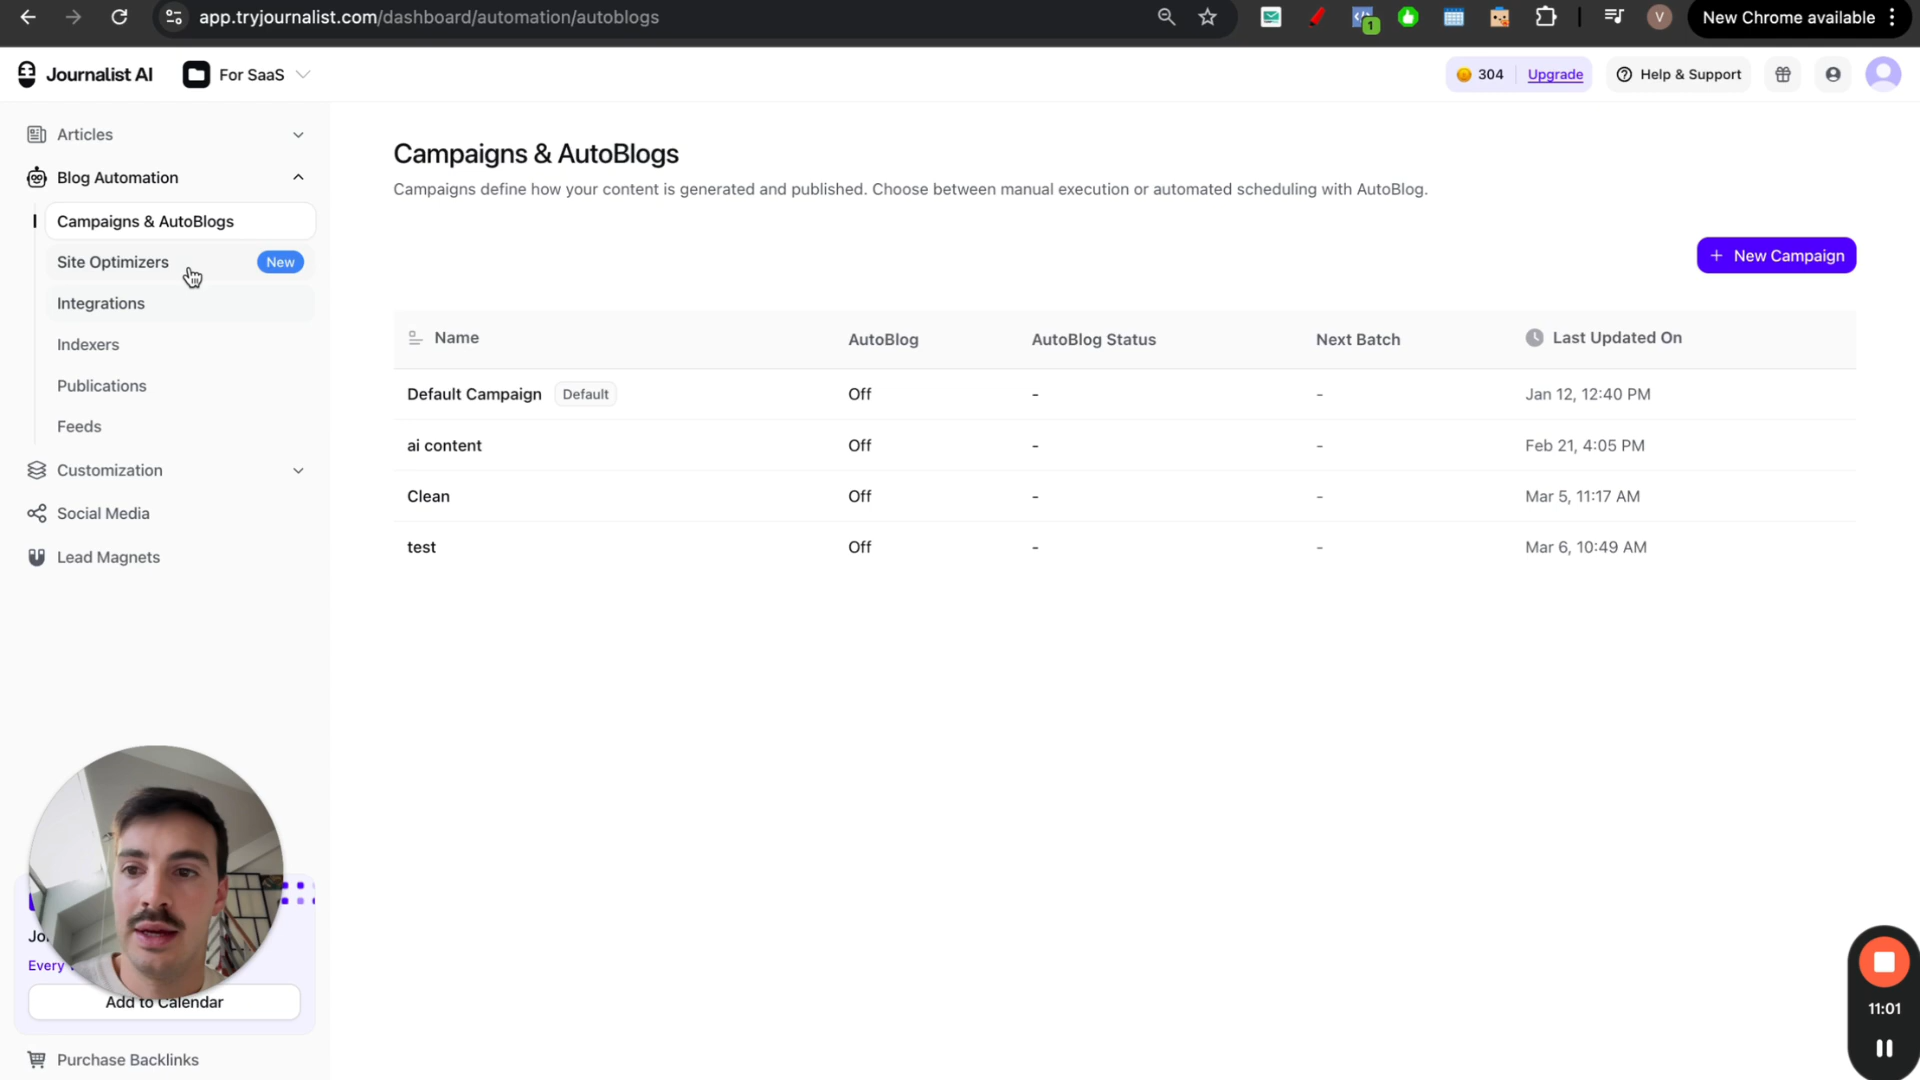 app.tryjournalist.com/dashboard/automation/autoblogs
1
V
New Chrome available
Journalist AI
For SaaS
304
Upgrade
Help & Support
Articles
Blog Automation
Campaigns & AutoBlogs
Site Optimizers
New
Integrations
Indexers
Publications
Feeds
Customization
Social Media
Lead Magnets
Campaigns & AutoBlogs
Campaigns define how your content is generated and published. Choose between manual execution or automated scheduling with AutoBlog.
+ New Campaign
Name AutoBlog AutoBlog Status Next Batch Last Updated On
Default Campaign Default Off - - Jan 12, 12:40 PM
ai content Off - - Feb 21, 4:05 PM
Clean Off - - Mar 5, 11:17 AM
test Off - - Mar 6, 10:49 AM
Every
Add to Calendar
Purchase Backlinks
11:01